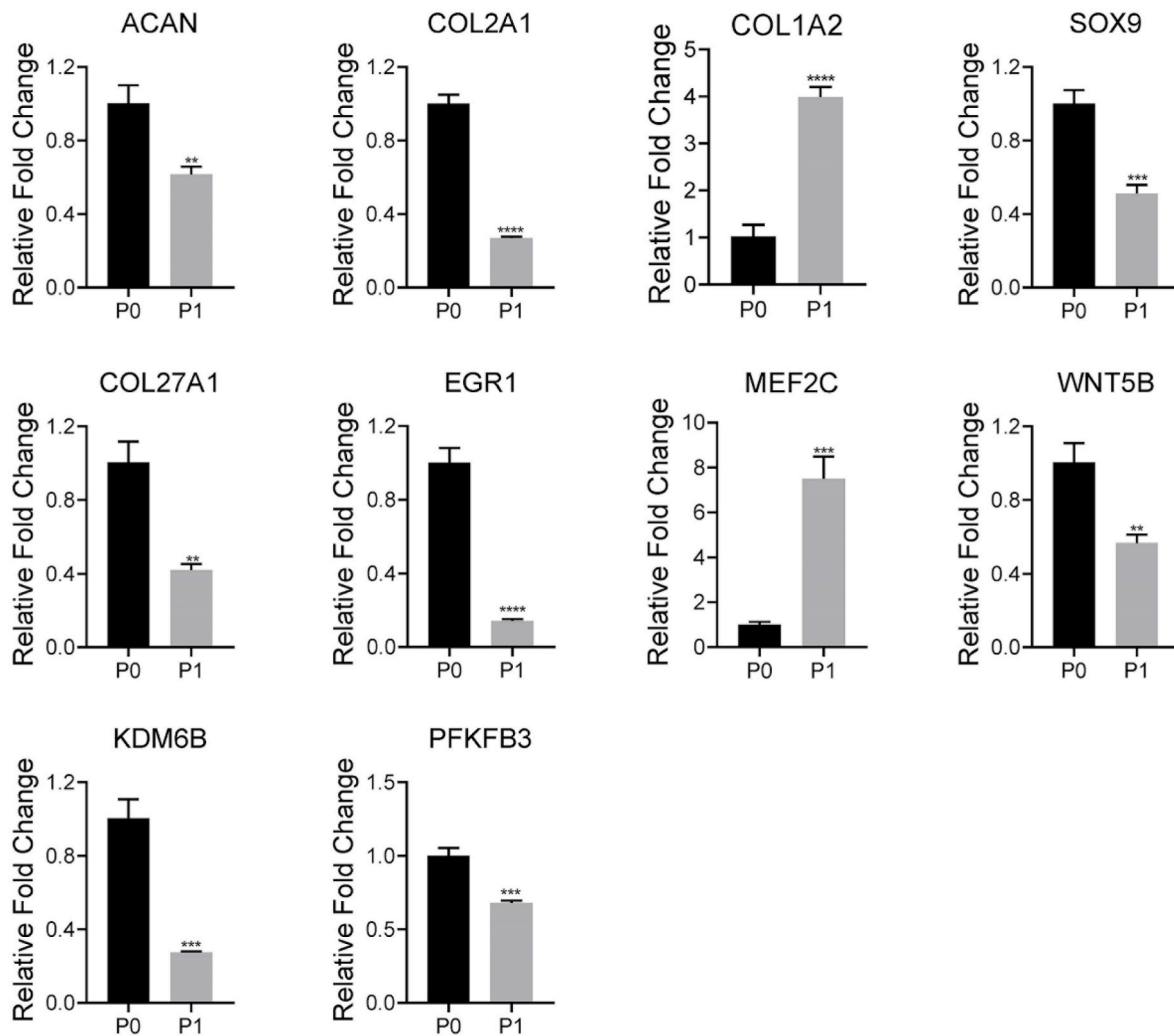 ACAN
Relative Fold Change
1.2
0.8
0.4
0.0
**
P0 P1
COL2A1
Relative Fold Change
1.2
0.8
0.4
0.0
****
P0 P1
COL1A2
Relative Fold Change
5
4
3
2
1
0
****
P0 P1
SOX9
Relative Fold Change
1.2
0.8
0.4
0.0
***
P0 P1
COL27A1
Relative Fold Change
1.2
0.8
0.4
0.0
**
P0 P1
EGR1
Relative Fold Change
1.2
0.8
0.4
0.0
****
P0 P1
MEF2C
Relative Fold Change
10
8
6
4
2
0
***
P0 P1
WNT5B
Relative Fold Change
1.2
0.8
0.4
0.0
**
P0 P1
KDM6B
Relative Fold Change
1.2
0.8
0.4
0.0
***
P0 P1
PFKFB3
Relative Fold Change
1.5
1.0
0.5
0.0
***
P0 P1